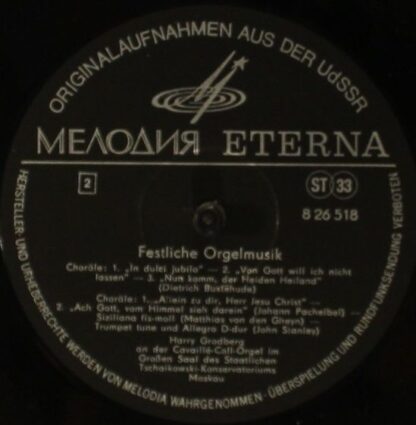 ORIGINALAUFNAHMEN AUS DER UdSSR
МЕЛОДИЯ ETERNA
2
ST 33
8 26 518
Festliche Orgelmusik
Choräle: 1. „In dulci jubilo" — 2. „Von Gott will ich nicht
lassen" — 3. „Nun komm, der Heiden Heiland"
(Dietrich Buxtehude)
Choräle: 1. „Allein zu dir, Herr Jesu Christ" —
2. „Ach Gott, vom Himmel sieh darein" (Johann Pachelbel) —
Siziliana fis-moll (Matthias van den Gheyn) —
Trumpet tune and Allegro D-dur (John Stanley)
Harry Grodberg
an der Cavaillé-Coll-Orgel im
Großen Saal des Staatlichen
Tschaikowski-Konservatoriums
Moskau
HERSTELLER- UND URHEBERRECHTE WERDEN VON MELODIA WAHRGENOMMEN · ÜBERSPIELUNG UND RUNDFUNKSENDUNG VERBOTEN